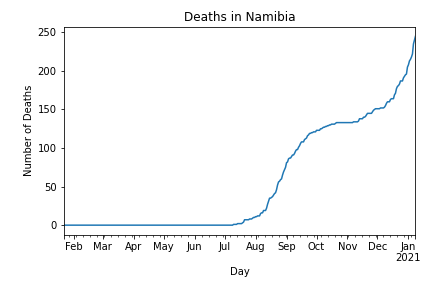 Deaths in Namibia
Number of Deaths
250
200
150
100
50
0
Feb Mar Apr May Jun Jul Aug Sep Oct Nov Dec Jan
2021
Day